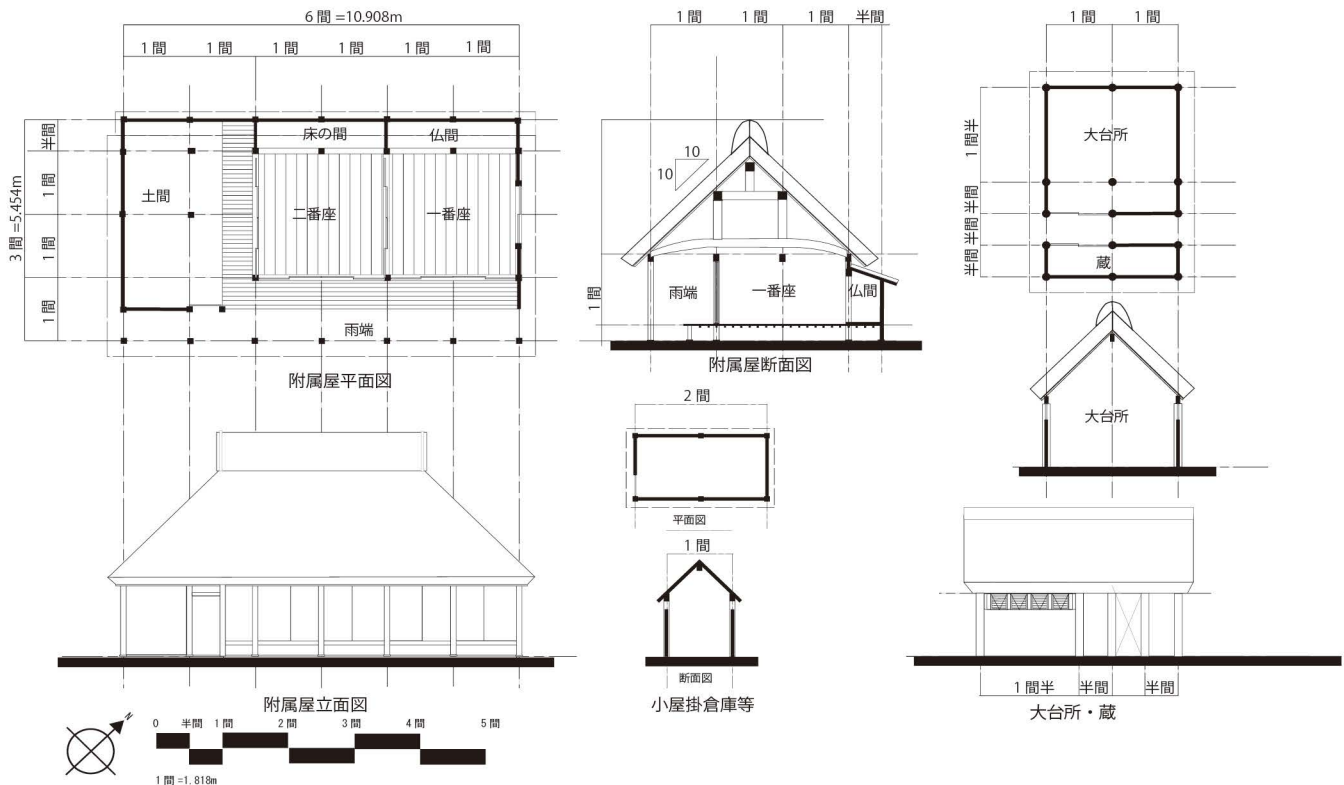 6間=10.908m
1間 1間 1間 1間 1間 1間
3間=5.454m
半間
1間
1間
1間
床の間 仏間
土間
二番座 一番座
雨端
附属屋平面図
附属屋立面図
N
0 半間 1間 2間 3間 4間 5間
1間=1.818m
1間 1間 1間 半間
10
10
1間
雨端 一番座 仏間
附属屋断面図
2間
平面図
1間
断面図
小屋掛倉庫等
1間 1間
1間半
半間
半間
半間
大台所
蔵
大台所
1間半 半間 半間
大台所・蔵